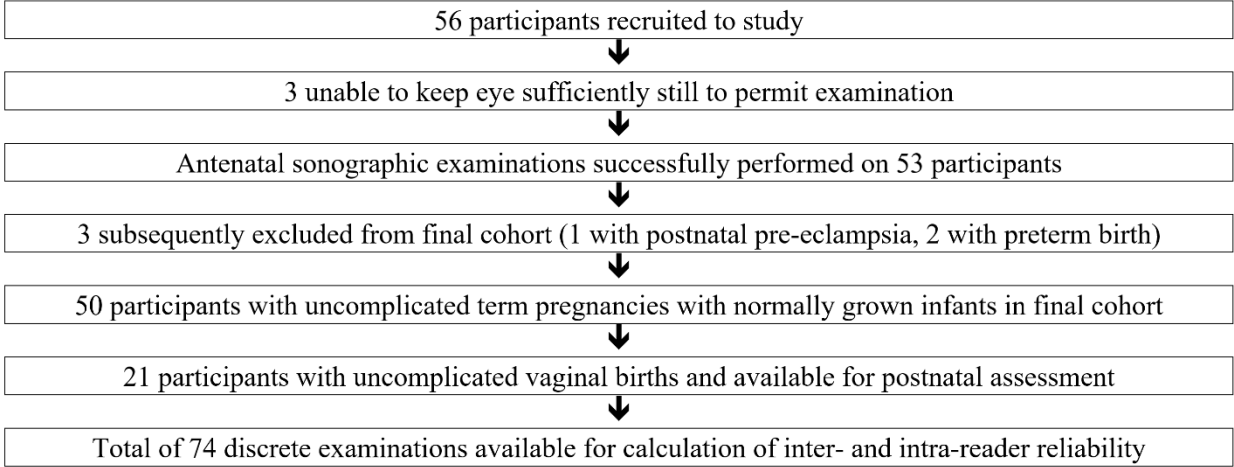 56 participants recruited to study
3 unable to keep eye sufficiently still to permit examination
Antenatal sonographic examinations successfully performed on 53 participants
3 subsequently excluded from final cohort (1 with postnatal pre-eclampsia, 2 with preterm birth)
50 participants with uncomplicated term pregnancies with normally grown infants in final cohort
21 participants with uncomplicated vaginal births and available for postnatal assessment
Total of 74 discrete examinations available for calculation of inter- and intra-reader reliability